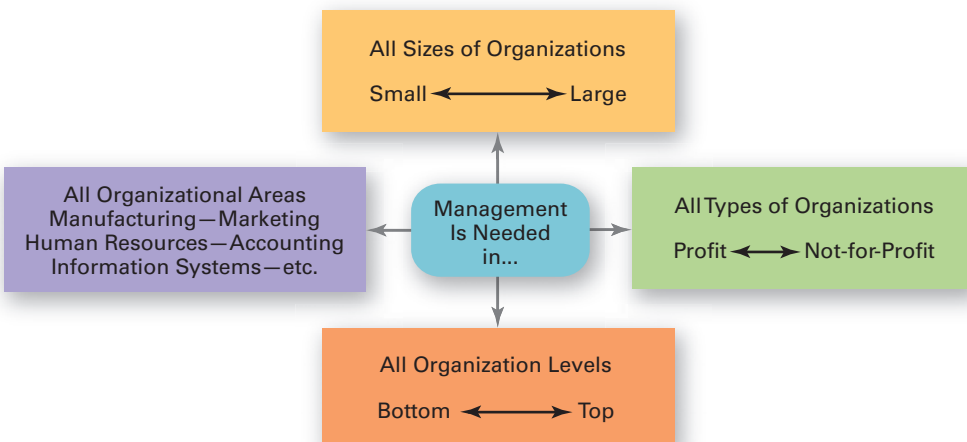 All Sizes of Organizations
Small Large
All Organizational Areas
Manufacturing—Marketing
Human Resources—Accounting
Information Systems—etc.
Management
Is Needed
in...
All Types of Organizations
Profit Not-for-Profit
All Organization Levels
Bottom Top